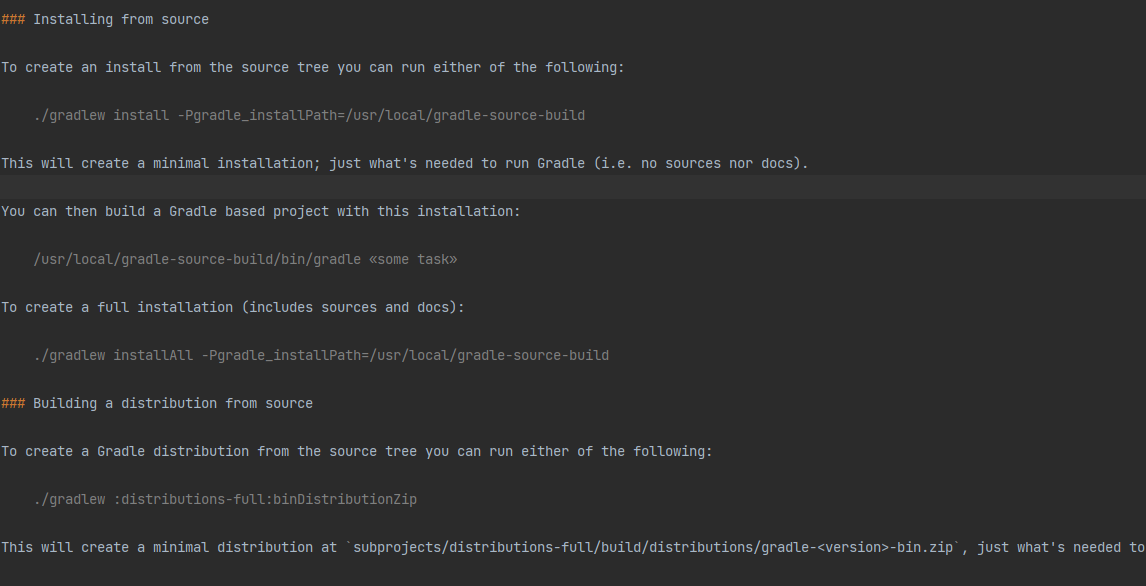 ### Installing from source
To create an install from the source tree you can run either of the following:
./gradlew install -Pgradle_installPath=/usr/local/gradle-source-build
This will create a minimal installation; just what's needed to run Gradle (i.e. no sources nor docs).
You can then build a Gradle based project with this installation:
/usr/local/gradle-source-build/bin/gradle «some task»
To create a full installation (includes sources and docs):
./gradlew installAll -Pgradle_installPath=/usr/local/gradle-source-build
### Building a distribution from source
To create a Gradle distribution from the source tree you can run either of the following:
./gradlew :distributions-full:binDistributionZip
This will create a minimal distribution at `subprojects/distributions-full/build/distributions/gradle-<version>-bin.zip`, just what's needed to